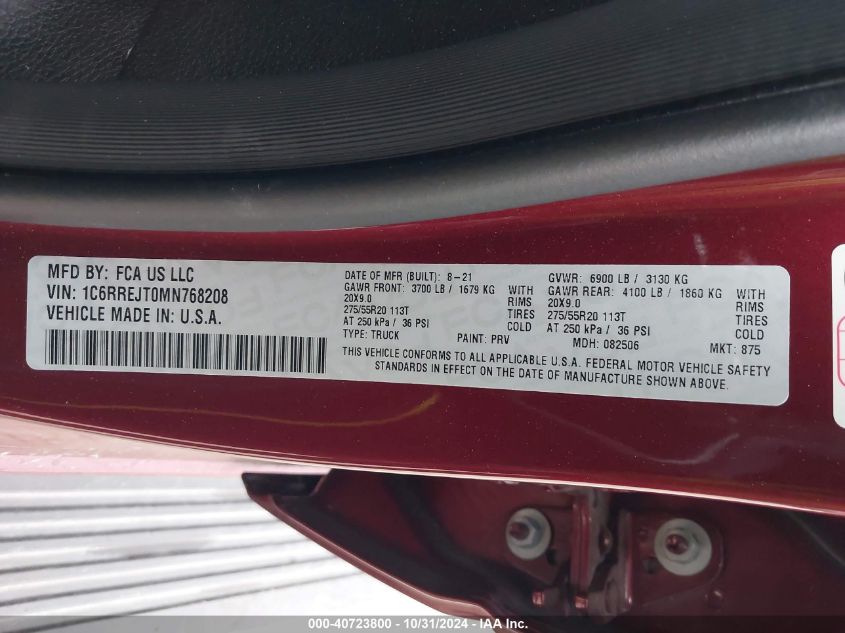 MFD BY: FCA US LLC
VIN: 1C6RREJT0MN768208
VEHICLE MADE IN: U.S.A.
DATE OF MFR (BUILT): 8-21 GVWR: 6900 LB / 3130 KG
GAWR FRONT: 3700 LB / 1679 KG WITH GAWR REAR: 4100 LB / 1860 KG WITH
20X9.0 RIMS 20X9.0 RIMS
275/55R20 113T TIRES 275/55R20 113T TIRES
AT 250 kPa / 36 PSI COLD AT 250 kPa / 36 PSI COLD
TYPE: TRUCK PAINT: PRV MDH: 082506 MKT: 875
THIS VEHICLE CONFORMS TO ALL APPLICABLE U.S.A. FEDERAL MOTOR VEHICLE SAFETY
STANDARDS IN EFFECT ON THE DATE OF MANUFACTURE SHOWN ABOVE.
000-40723800 - 10/31/2024 - IAA Inc.